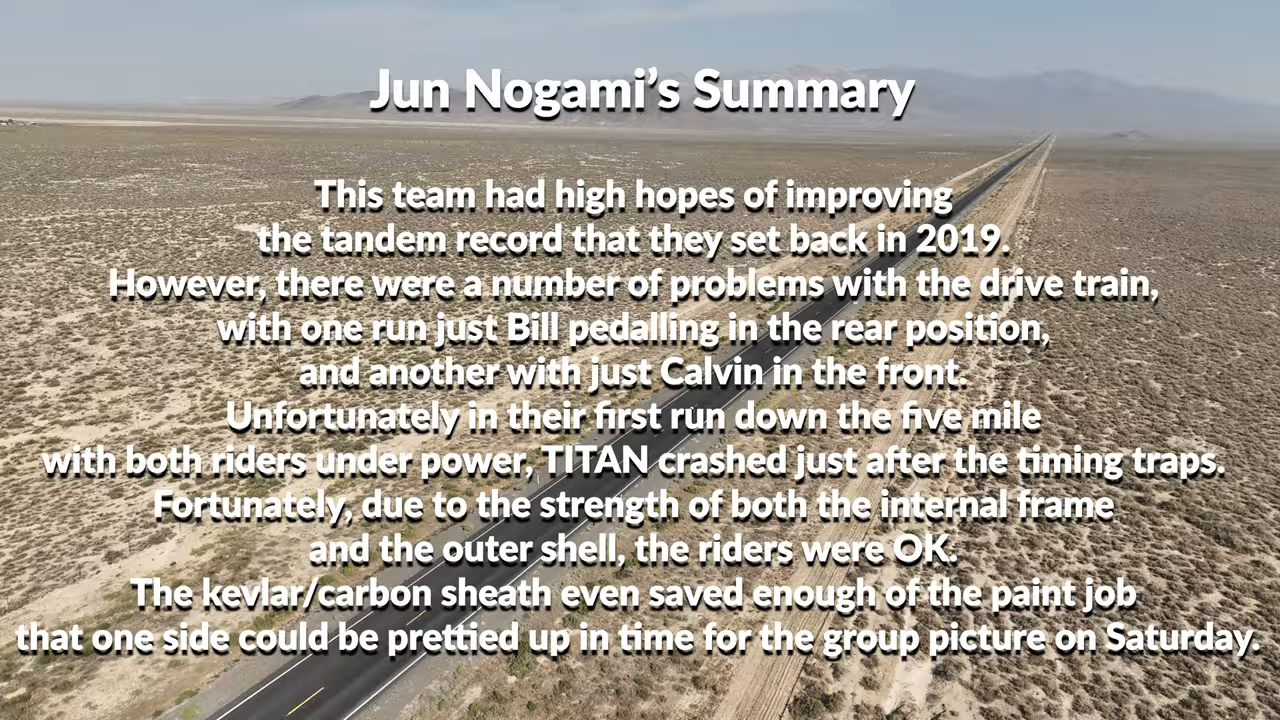 Jun Nogami’s Summary
This team had high hopes of improving
the tandem record that they set back in 2019.
However, there were a number of problems with the drive train,
with one run just Bill pedalling in the rear position,
and another with just Calvin in the front.
Unfortunately in their first run down the five mile
with both riders under power, TITAN crashed just after the timing traps.
Fortunately, due to the strength of both the internal frame
and the outer shell, the riders were OK.
The kevlar/carbon sheath even saved enough of the paint job
that one side could be prettied up in time for the group picture on Saturday.